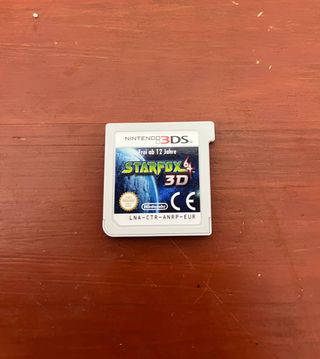 NINTENDO 3DS
Frei ab 12 Jahre
STARFOX 64
3D
Nintendo
CE
LNA-CTR-ANRP-EUR